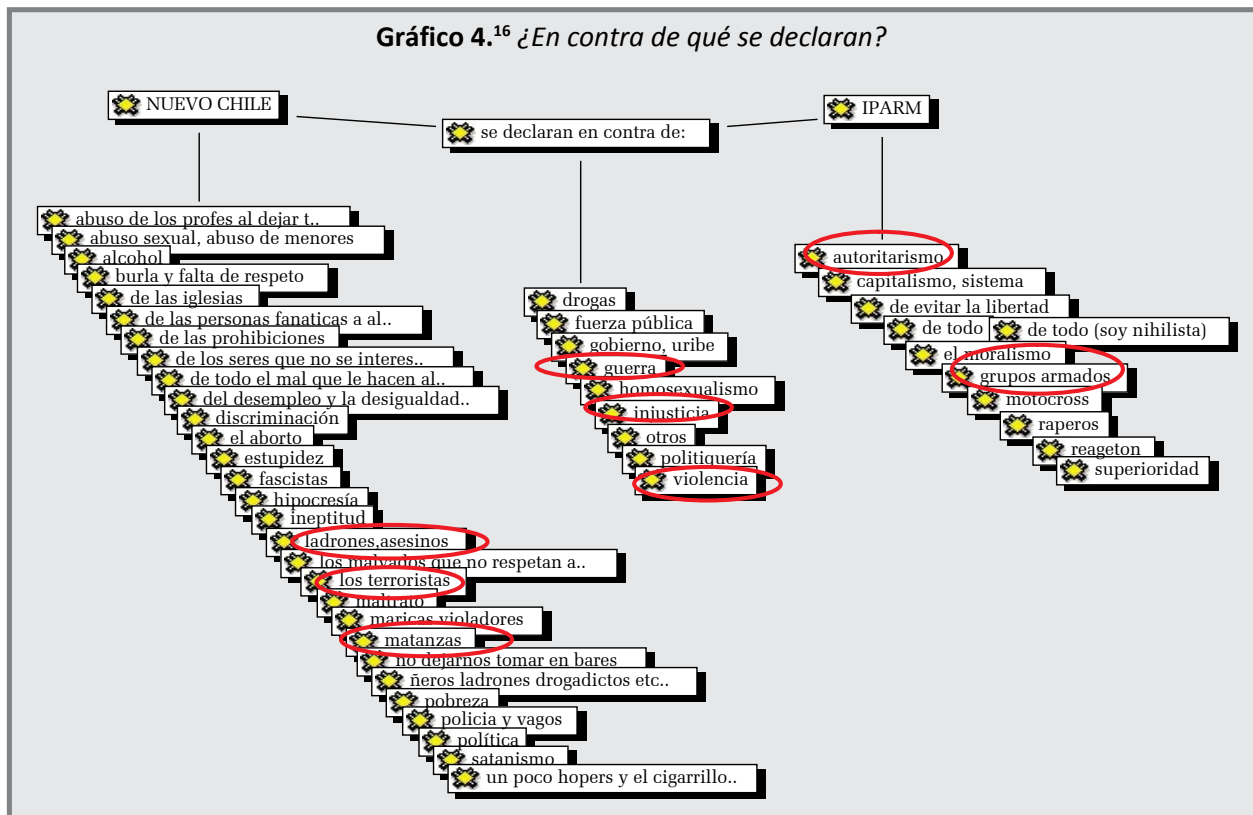 Gráfico 4.16 ¿En contra de qué se declaran?
NUEVO CHILE
se declaran en contra de:
IPARM
abuso de los profes al dejar t..
abuso sexual, abuso de menores
alcohol
burla y falta de respeto
de las iglesias
de las personas fanaticas a al..
de las prohibiciones
de los seres que no se interes..
de todo el mal que le hacen al..
del desempleo y la desigualdad..
discriminación
el aborto
estupidez
fascistas
hipocresía
ineptitud
ladrones,asesinos
los malvados que no respetan a..
los terroristas
maltrato
maricas,violadores
matanzas
no dejarnos tomar en bares
ñeros ladrones drogadictos etc..
pobreza
policia y vagos
política
satanismo
un poco hopers y el cigarrillo..
drogas
fuerza pública
gobierno, uribe
guerra
homosexualismo
injusticia
otros
politiquería
violencia
autoritarismo
capitalismo, sistema
de evitar la libertad
de todo
de todo (soy nihilista)
el moralismo
grupos armados
motocross
raperos
reageton
superioridad